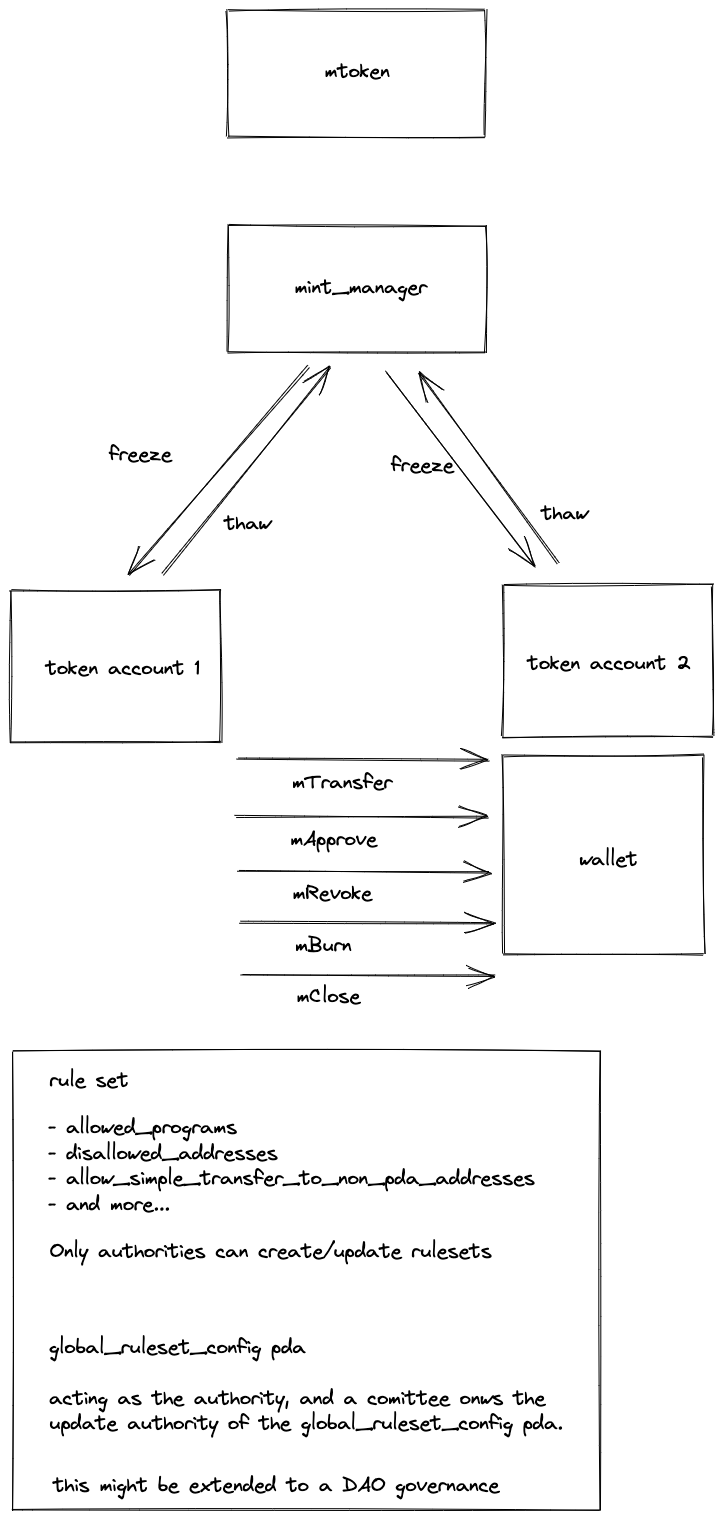 mtoken
mint_manager
freeze
freeze
thaw
thaw
token account 1
token account 2
mTransfer
mApprove
wallet
mRevoke
mBurn
mClose
rule set
- allowed_programs
- disallowed_addresses
- allow_simple_transfer_to_non_pda_addresses
- and more...
Only authorities can create/update rulesets
global_ruleset_config pda
acting as the authority, and a comittee onws the
update authority of the global_ruleset_config pda.
this might be extended to a DAO governance